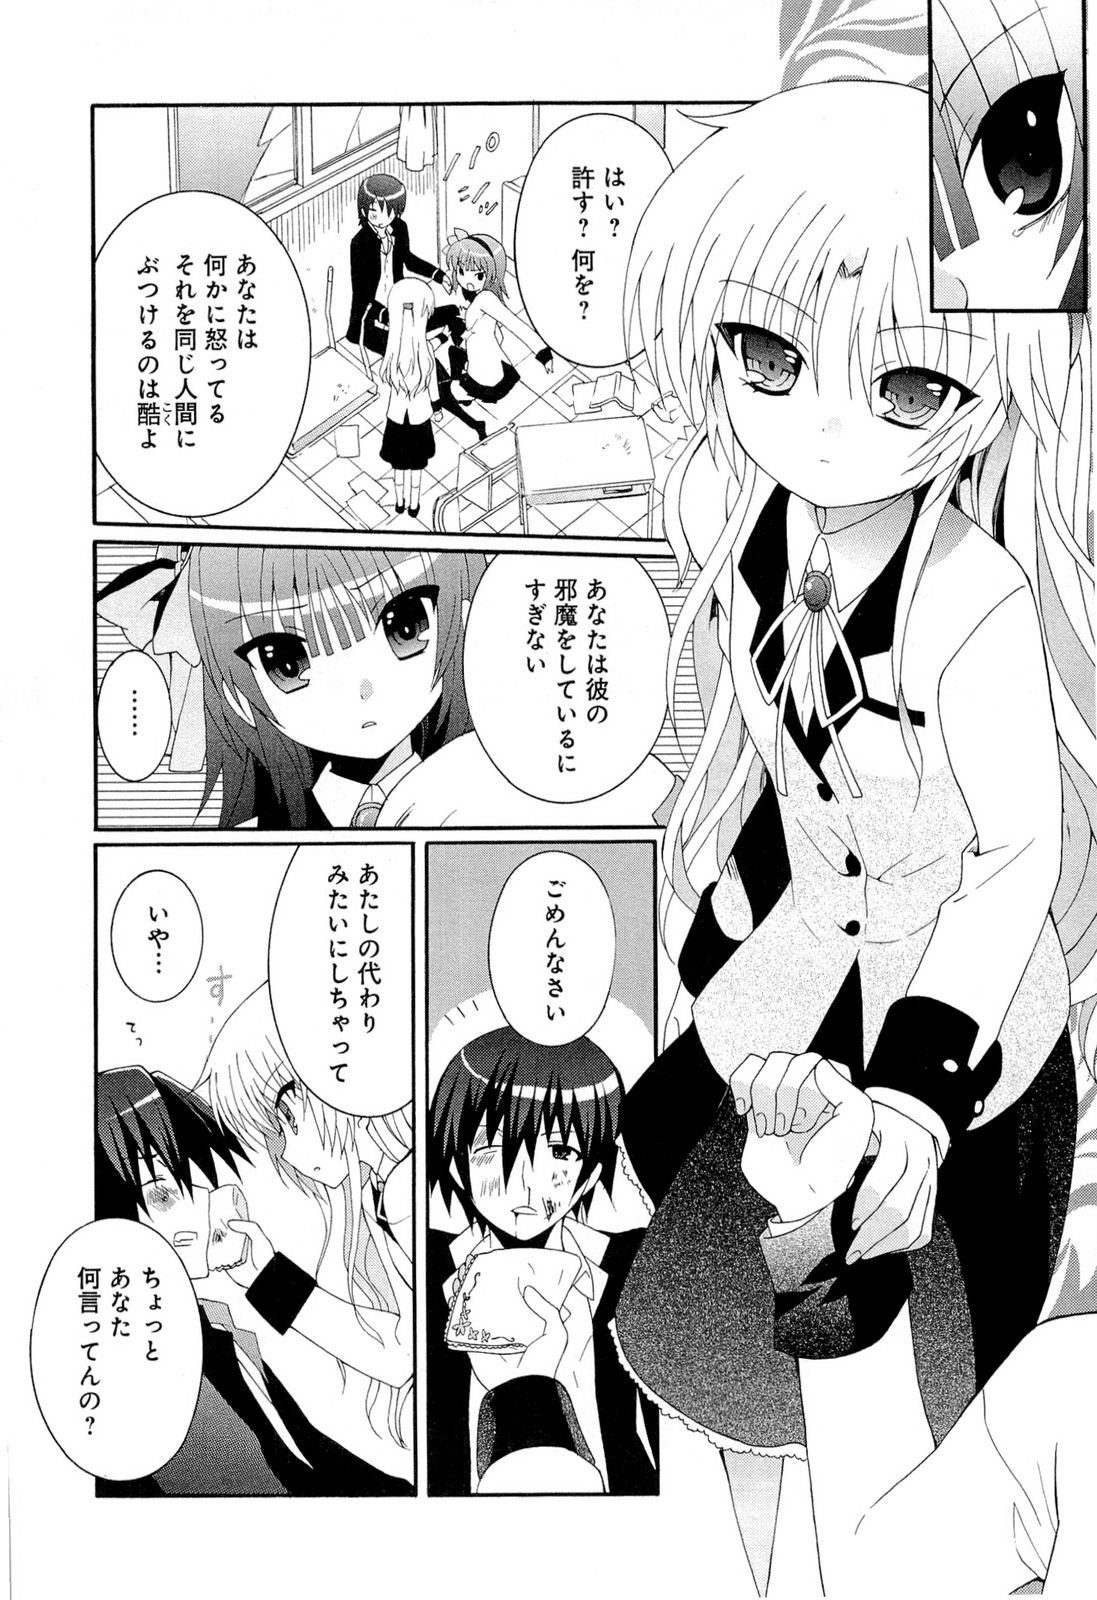 はい?
許す? 何を?
あなたは
何かに怒ってる
それを同じ人間に
ぶつけるのは酷よ
こく
あなたは彼の
邪魔をしているに
すぎない
……
ごめんなさい
あたしの代わり
みたいにしちゃって
す…
いや…
てっ
ちょっと
あなた
何言ってんの?